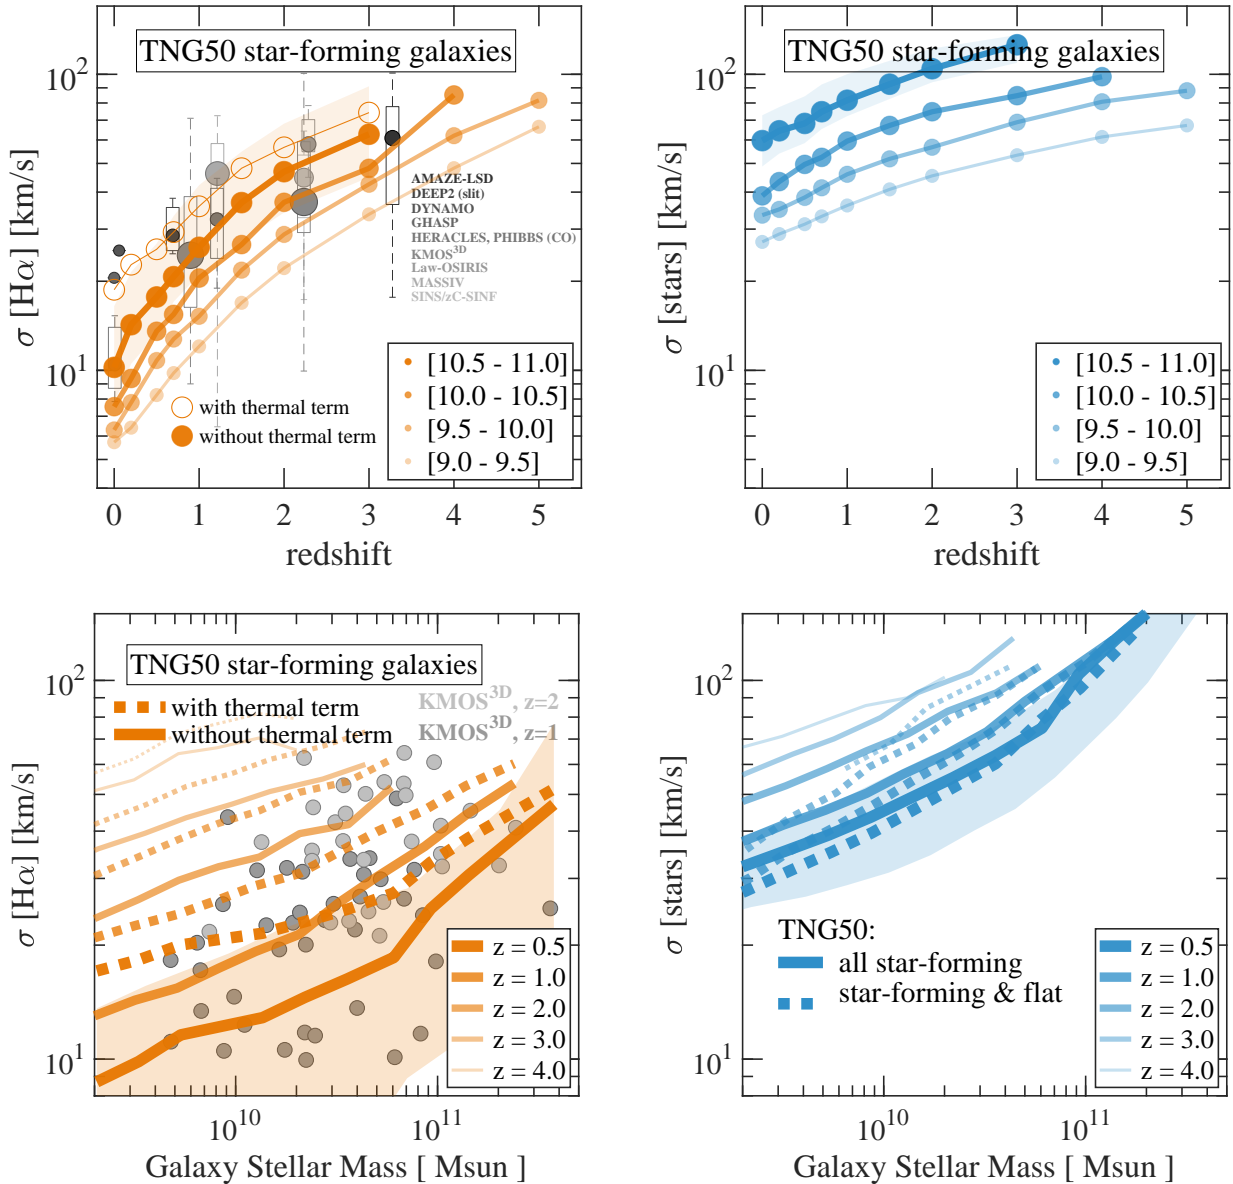 TNG50 star-forming galaxies
10²
10¹
σ [Hα] [km/s]
AMAZE-LSD
DEEP2 (slit)
DYNAMO
GHASP
HERACLES, PHIBBS (CO)
KMOS³ᴰ
Law-OSIRIS
MASSIV
SINS/zC-SINF
with thermal term
without thermal term
[10.5 - 11.0]
[10.0 - 10.5]
[9.5 - 10.0]
[9.0 - 9.5]
0 1 2 3 4 5
redshift
TNG50 star-forming galaxies
10²
10¹
σ [stars] [km/s]
[10.5 - 11.0]
[10.0 - 10.5]
[9.5 - 10.0]
[9.0 - 9.5]
0 1 2 3 4 5
redshift
TNG50 star-forming galaxies
10²
10¹
σ [Hα] [km/s]
with thermal term
without thermal term
KMOS³ᴰ, z=2
KMOS³ᴰ, z=1
z = 0.5
z = 1.0
z = 2.0
z = 3.0
z = 4.0
10¹⁰ 10¹¹
Galaxy Stellar Mass [ Msun ]
10²
10¹
σ [stars] [km/s]
TNG50:
all star-forming
star-forming & flat
z = 0.5
z = 1.0
z = 2.0
z = 3.0
z = 4.0
10¹⁰ 10¹¹
Galaxy Stellar Mass [ Msun ]